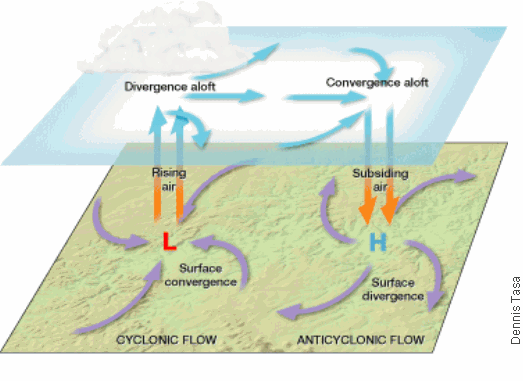 Divergence aloft
Convergence aloft
Rising
air
Subsiding
air
L
H
Surface
convergence
Surface
divergence
CYCLONIC FLOW
ANTICYCLONIC FLOW
Dennis Tasa